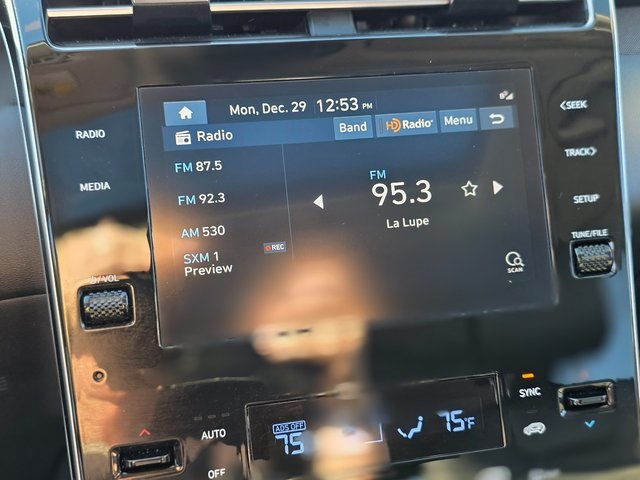 Mon, Dec. 29 12:53 PM
<SEEK
Radio Band HD Radio Menu
RADIO
TRACK>
FM 87.5
FM
MEDIA
FM 92.3
95.3
SETUP
La Lupe
AM 530
TUNE/FILE
REC
SXM 1
Preview
SCAN
/VOL
SYNC
ADS OFF
AUTO
75
75°F
OFF